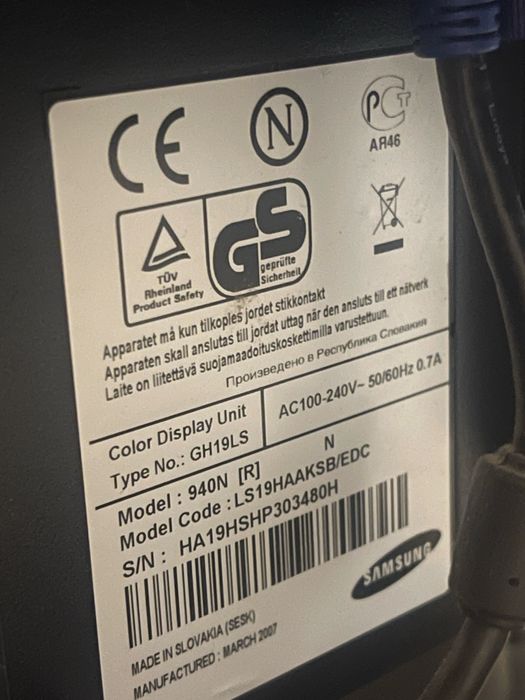 CE
N
PCT
АЯ46
TÜV
Rheinland
Product Safety
GS
geprüfte
Sicherheit
Apparatet må kun tilkoples jordet stikkontakt
Apparaten skall anslutas till jordat uttag når den ansluts till ett nätverk
Laite on liitettävä suojamaadoituskoskettimilla varustettuun.
Произведено в Республика Словакия
Color Display Unit
Type No.: GH19LS
AC100-240V~ 50/60Hz 0.7A
Model : 940N [R]
N
Model Code : LS19HAAKSB/EDC
S/N : HA19HSHP303480H
SAMSUNG
MADE IN SLOVAKIA (SESK)
MANUFACTURED : MARCH 2007